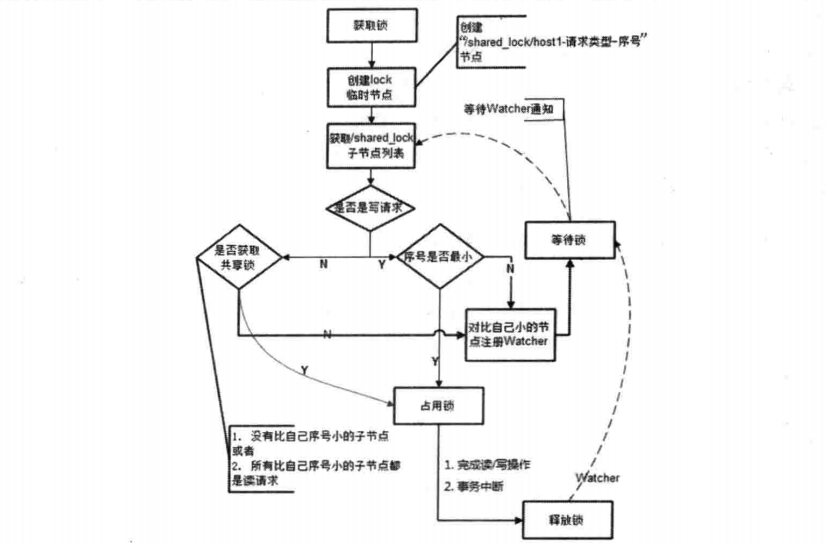 获取锁
创建
“/shared_lock/host1-请求类型-序号”
节点
创建lock
临时节点
等待Watcher通知
获取/shared_lock
子节点列表
是否是写请求
等待锁
是否获取
共享锁
N
Y
序号是否最小
N
对比自己小的节
点注册Watcher
N
Y
Y
占用锁
1. 没有比自己序号小的子节点
或者
2. 所有比自己序号小的子节点都
是读请求
1. 完成读/写操作
2. 事务中断
Watcher
释放锁